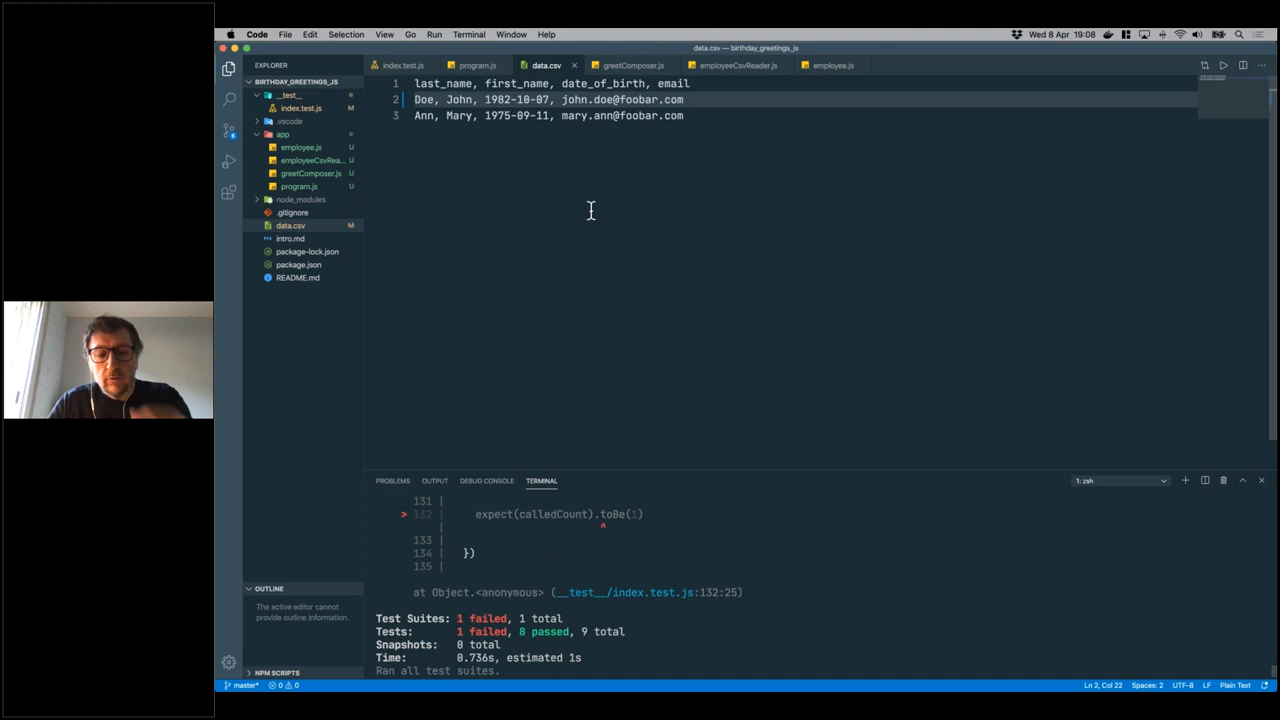 Code File Edit Selection View Go Run Terminal Window Help Wed 8 Apr 19:08
data.csv — birthday_greetings_js
EXPLORER
index.test.js program.js data.csv greetComposer.js employeeCsvReader.js employee.js
BIRTHDAY_GREETINGS_JS
__test__
index.test.js M
.vscode
app
employee.js U
employeeCsvRea... U
greetComposer.js U
program.js U
node_modules
.gitignore
data.csv M
intro.md
package-lock.json
package.json
README.md
1 last_name, first_name, date_of_birth, email
2 Doe, John, 1982-10-07, john.doe@foobar.com
3 Ann, Mary, 1975-09-11, mary.ann@foobar.com
PROBLEMS OUTPUT DEBUG CONSOLE TERMINAL 1: zsh
131 |
> 132 | expect(calledCount).toBe(1)
| ^
133 |
134 | })
135 |
at Object.<anonymous> (__test__/index.test.js:132:25)
Test Suites: 1 failed, 1 total
Tests: 1 failed, 8 passed, 9 total
Snapshots: 0 total
Time: 0.736s, estimated 1s
Ran all test suites.
OUTLINE
The active editor cannot
provide outline information.
NPM SCRIPTS
master* 0 0 Ln 2, Col 22 Spaces: 2 UTF-8 LF Plain Text